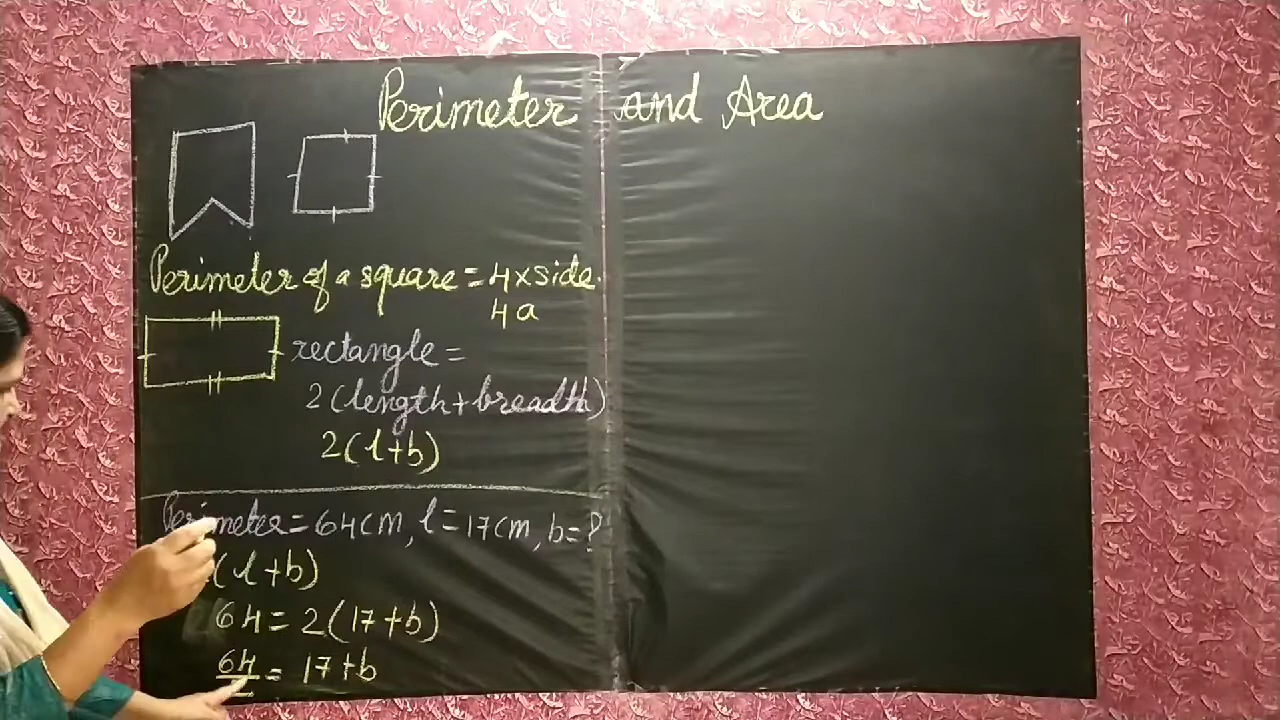 Perimeter and Area
Perimeter of a square = 4×side.
4a
rectangle =
2(length+breadth)
2(l+b)
Perimeter = 64cm, l=17cm, b=?
(l+b)
64 = 2(17+b)
64 = 17+b